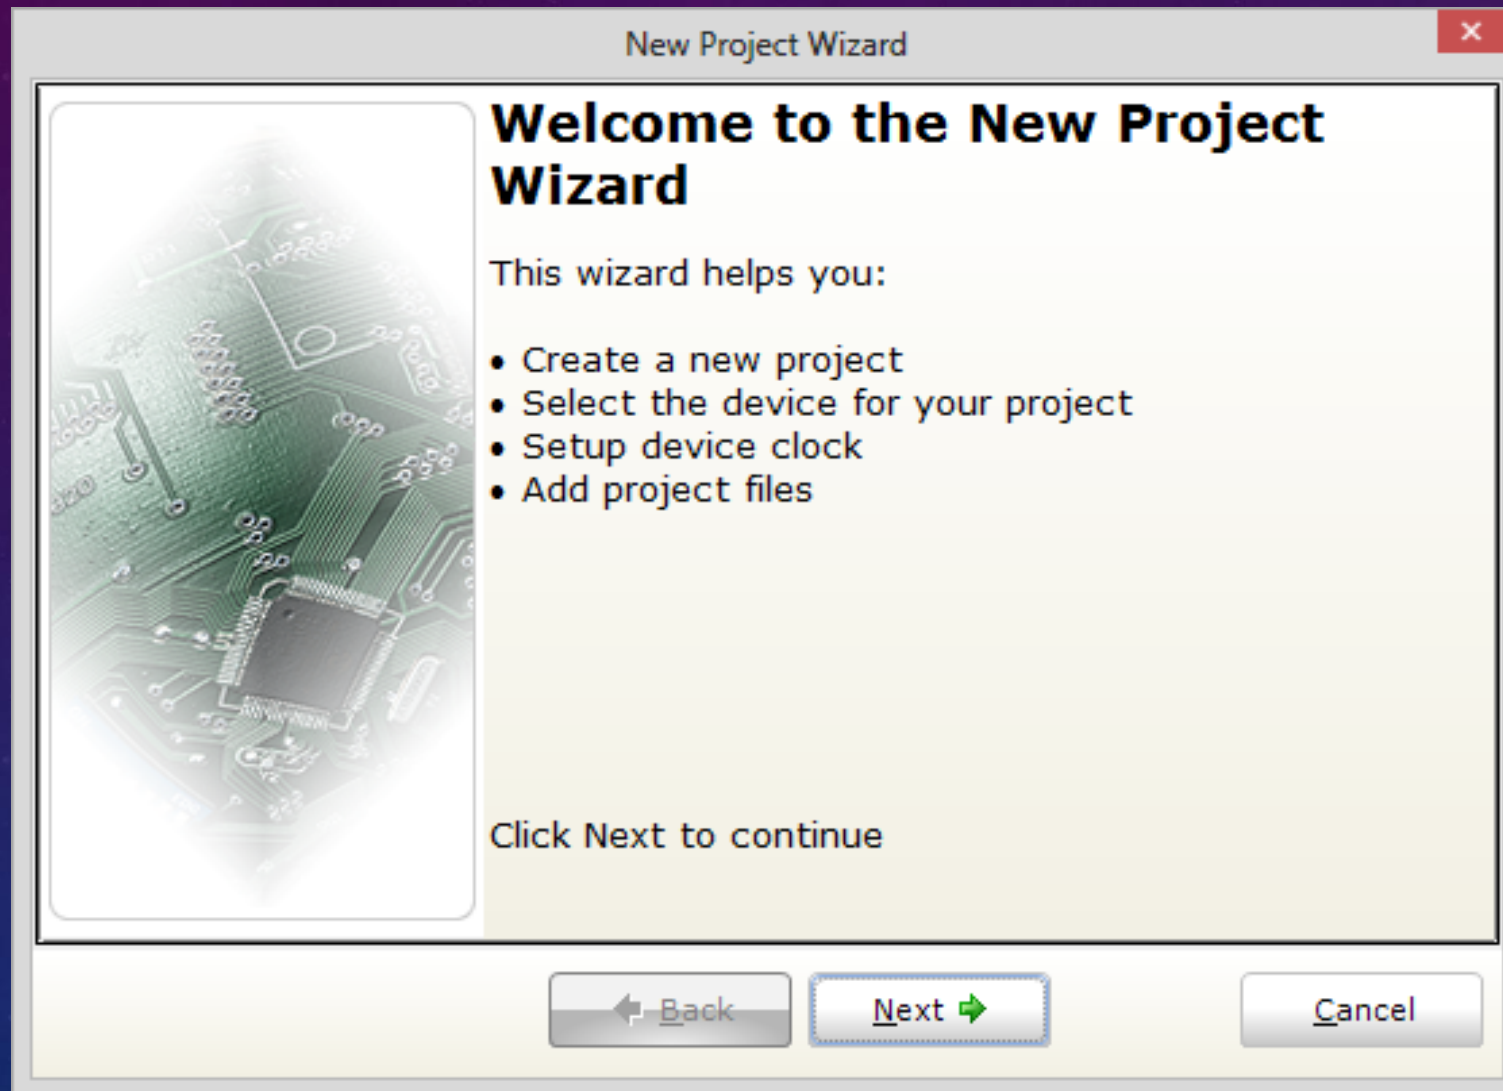 New Project Wizard
Welcome to the New Project
Wizard
This wizard helps you:
• Create a new project
• Select the device for your project
• Setup device clock
• Add project files
Click Next to continue
Back
Next
Cancel